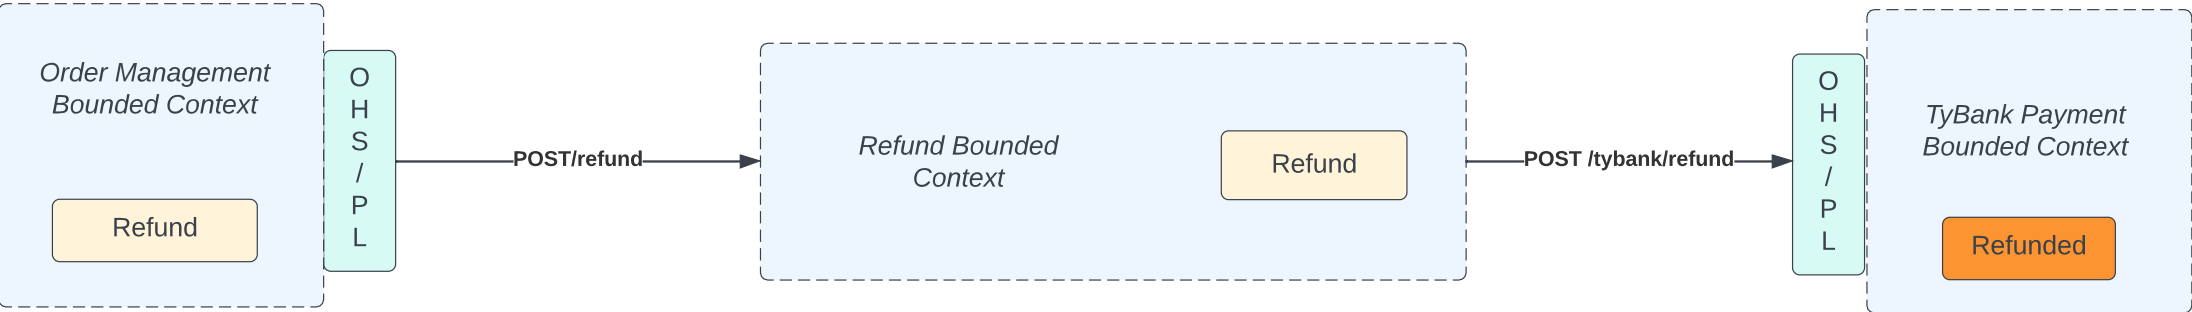 Order Management
Bounded Context
Refund
O
H
S
/
P
L
POST/refund
Refund Bounded
Context
Refund
POST /tybank/refund
O
H
S
/
P
L
TyBank Payment
Bounded Context
Refunded